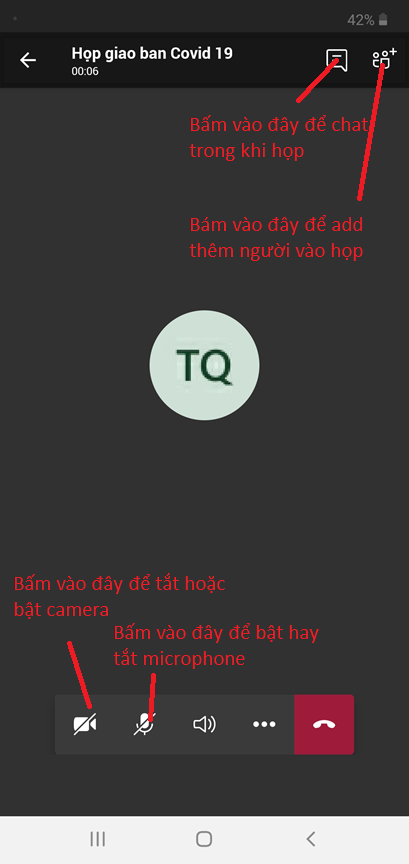 42%
Họp giao ban Covid 19
00:06
Bấm vào đây để chat
trong khi họp
Bám vào đây để add
thêm người vào họp
TQ
Bấm vào đây để tắt hoặc
bật camera
Bấm vào đây để bật hay
tắt microphone